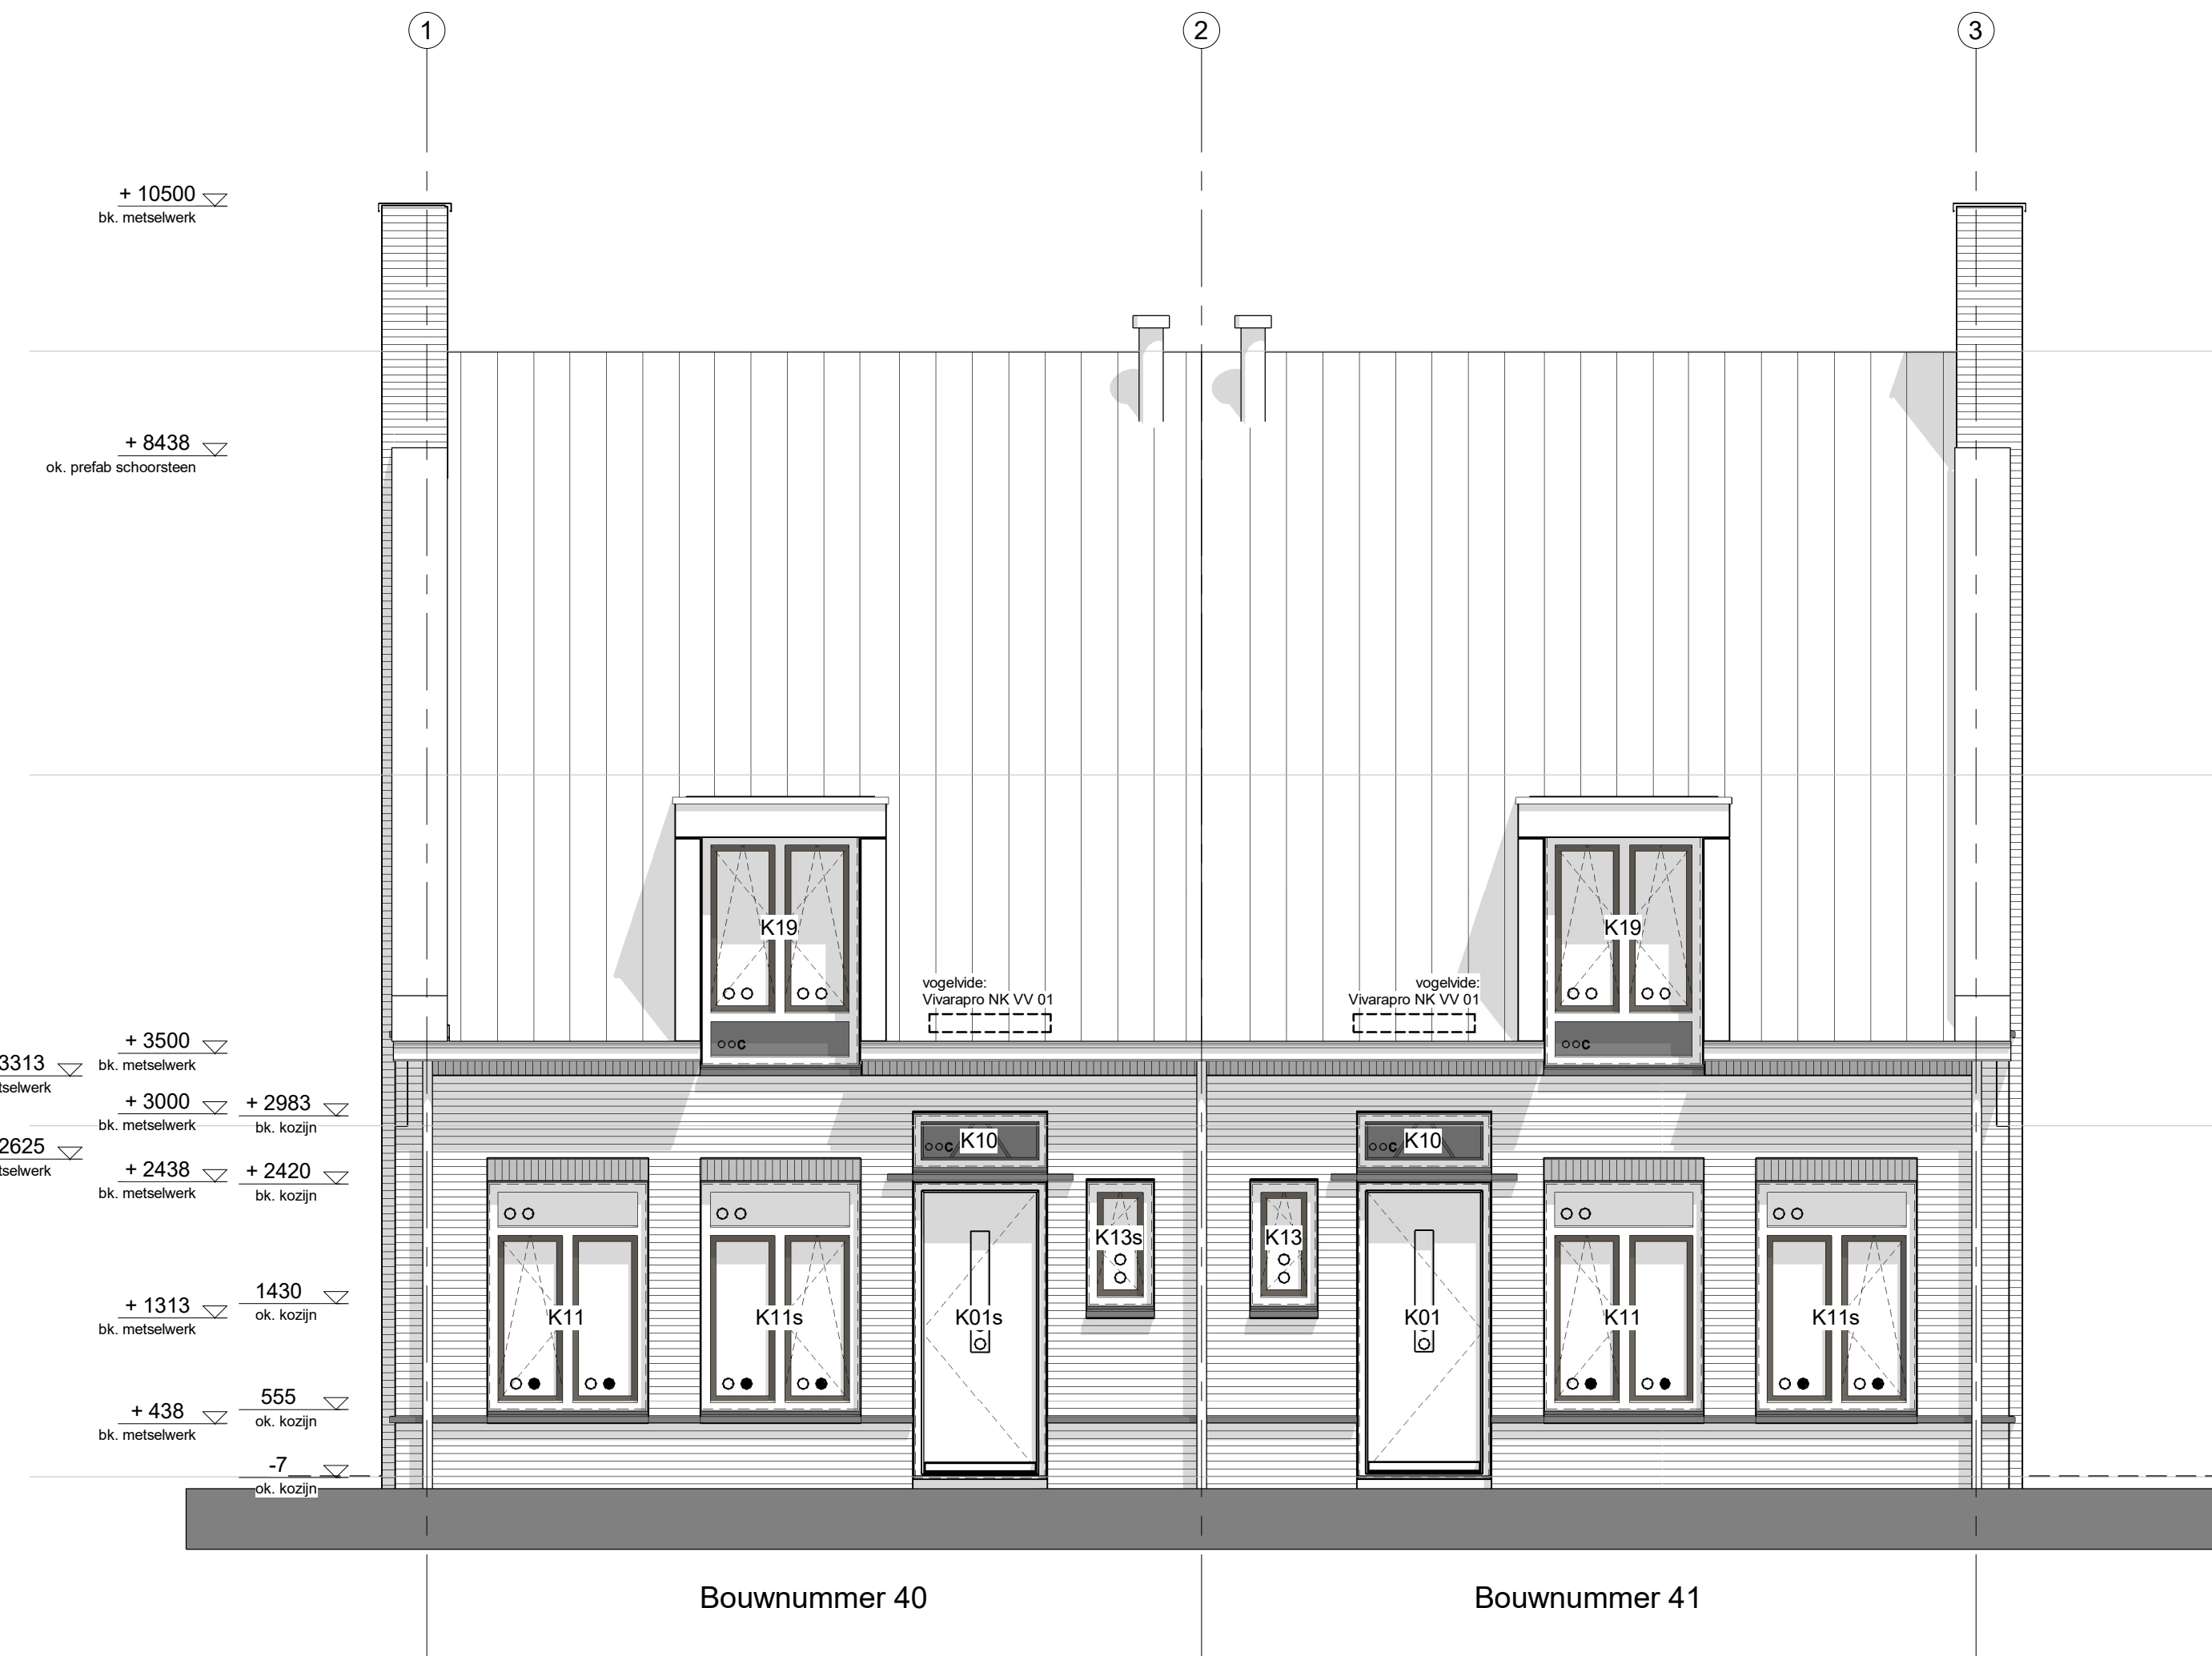 1
2
3
+ 10500
bk. metselwerk
+ 8438
ok. prefab schoorsteen
K19
K19
vogelvide:
Vivarapro NK VV 01
vogelvide:
Vivarapro NK VV 01
c
c
+ 3500
bk. metselwerk
3313
tselwerk
+ 3000
bk. metselwerk
+ 2983
bk. kozijn
2625
tselwerk
+ 2438
bk. metselwerk
+ 2420
bk. kozijn
c
K10
c
K10
K13s
K13
1430
ok. kozijn
+ 1313
bk. metselwerk
K11
K11s
K01s
K01
K11
K11s
555
ok. kozijn
+ 438
bk. metselwerk
-7
ok. kozijn
Bouwnummer 40
Bouwnummer 41